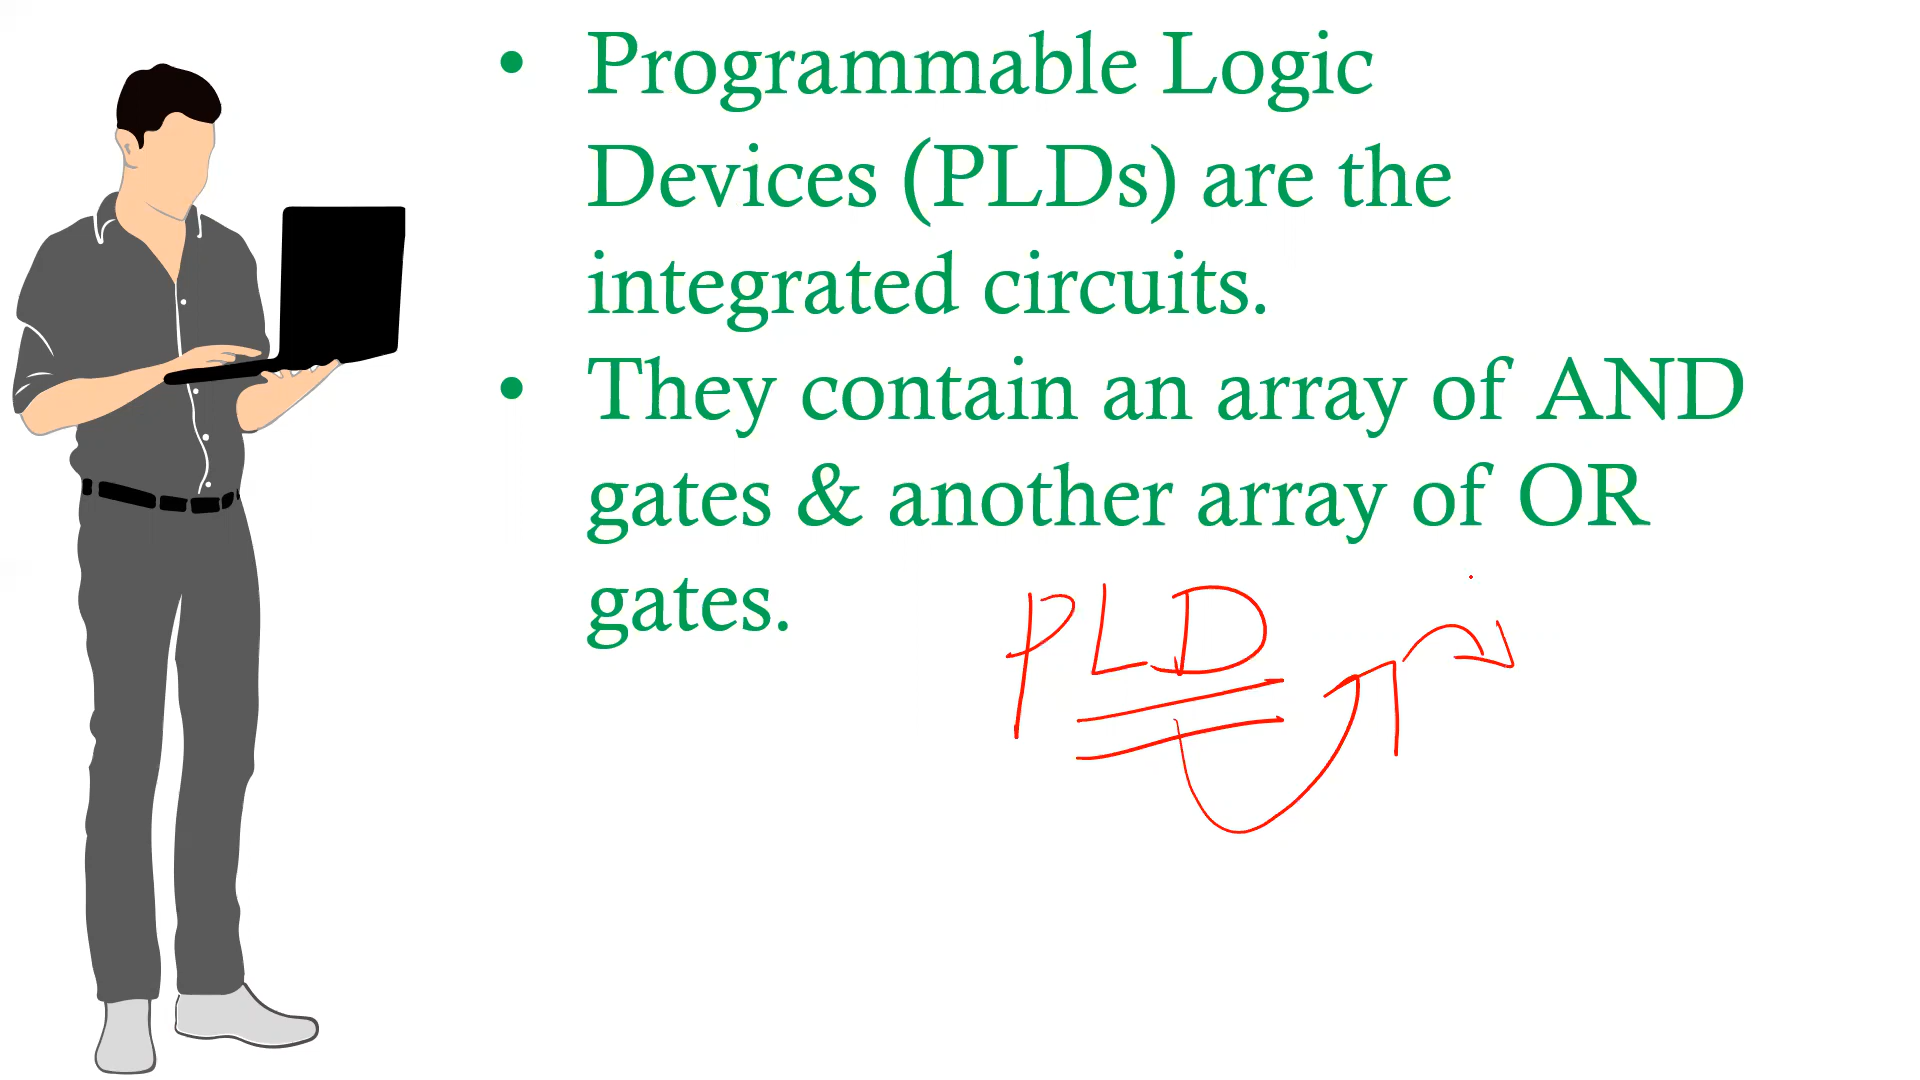 • Programmable Logic
Devices (PLDs) are the
integrated circuits.
• They contain an array of AND
gates & another array of OR
gates.
PLD